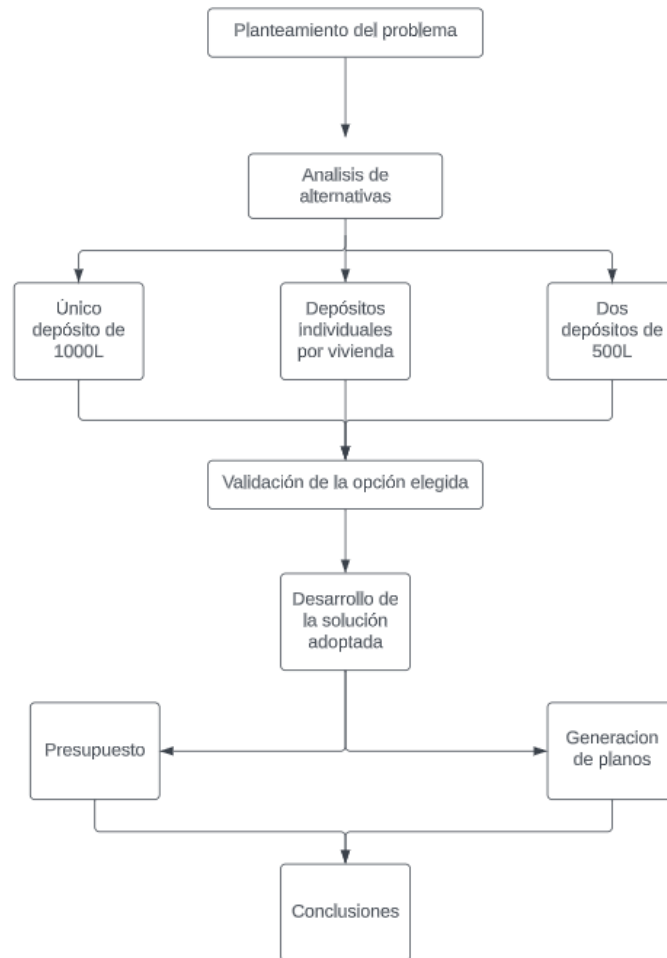 Planteamiento del problema
Analisis de
alternativas
Único
depósito de
1000L
Depósitos
individuales
por vivienda
Dos
depósitos de
500L
Validación de la opción elegida
Desarrollo de
la solución
adoptada
Presupuesto
Generacion
de planos
Conclusiones